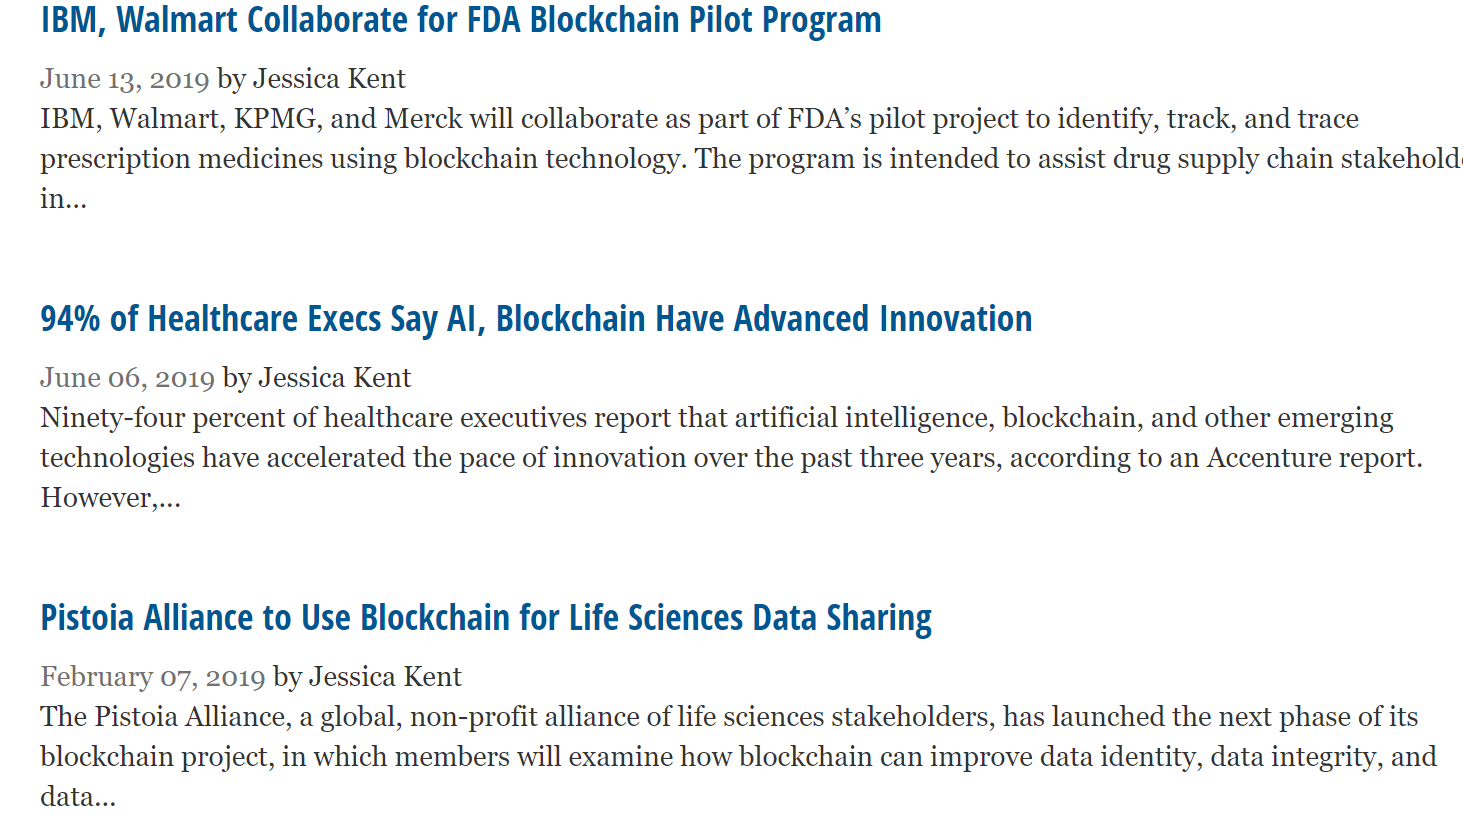 IBM, Walmart Collaborate for FDA Blockchain Pilot Program
June 13, 2019 by Jessica Kent
IBM, Walmart, KPMG, and Merck will collaborate as part of FDA’s pilot project to identify, track, and trace
prescription medicines using blockchain technology. The program is intended to assist drug supply chain
in...
94% of Healthcare Execs Say AI, Blockchain Have Advanced Innovation
June 06, 2019 by Jessica Kent
Ninety-four percent of healthcare executives report that artificial intelligence, blockchain, and other emerging
technologies have accelerated the pace of innovation over the past three years, according to an Accenture report.
However,...
Pistoia Alliance to Use Blockchain for Life Sciences Data Sharing
February 07, 2019 by Jessica Kent
The Pistoia Alliance, a global, non-profit alliance of life sciences stakeholders, has launched the next phase of its
blockchain project, in which members will examine how blockchain can improve data identity, data integrity, and
data...